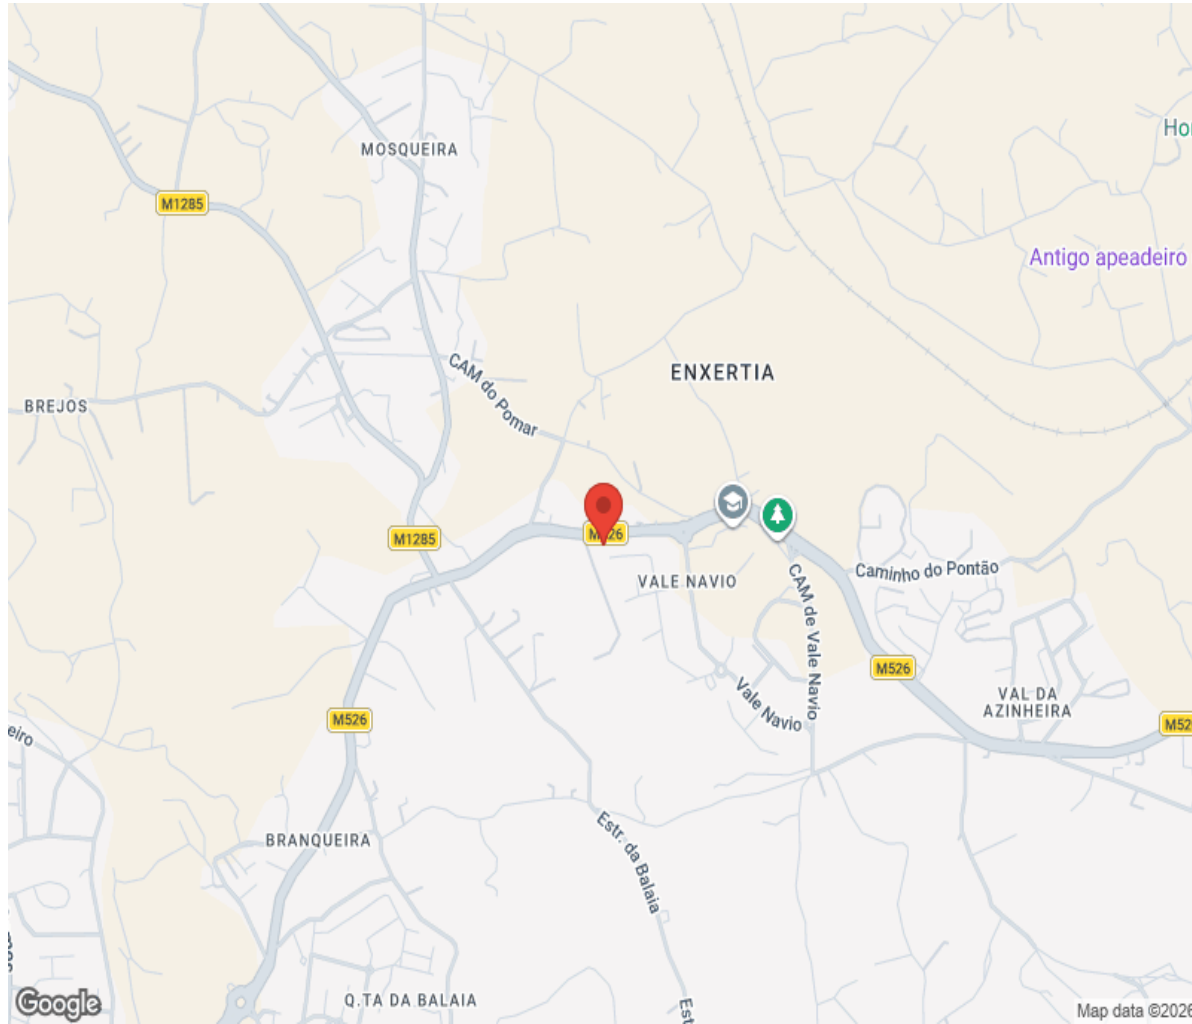 MOSQUEIRA
Hor
M1285
Antigo apeadeiro
CAM do Pomar
ENXERTIA
BREJOS
M1285
VALE NAVIO
Caminho do Pontão
CAM de Vale Navio
M526
Vale Navio
VAL DA
AZINHEIRA
M526
M52
eiro
BRANQUEIRA
Estr. da Balaia
Q.TA DA BALAIA
Est
Google
Map data ©2026